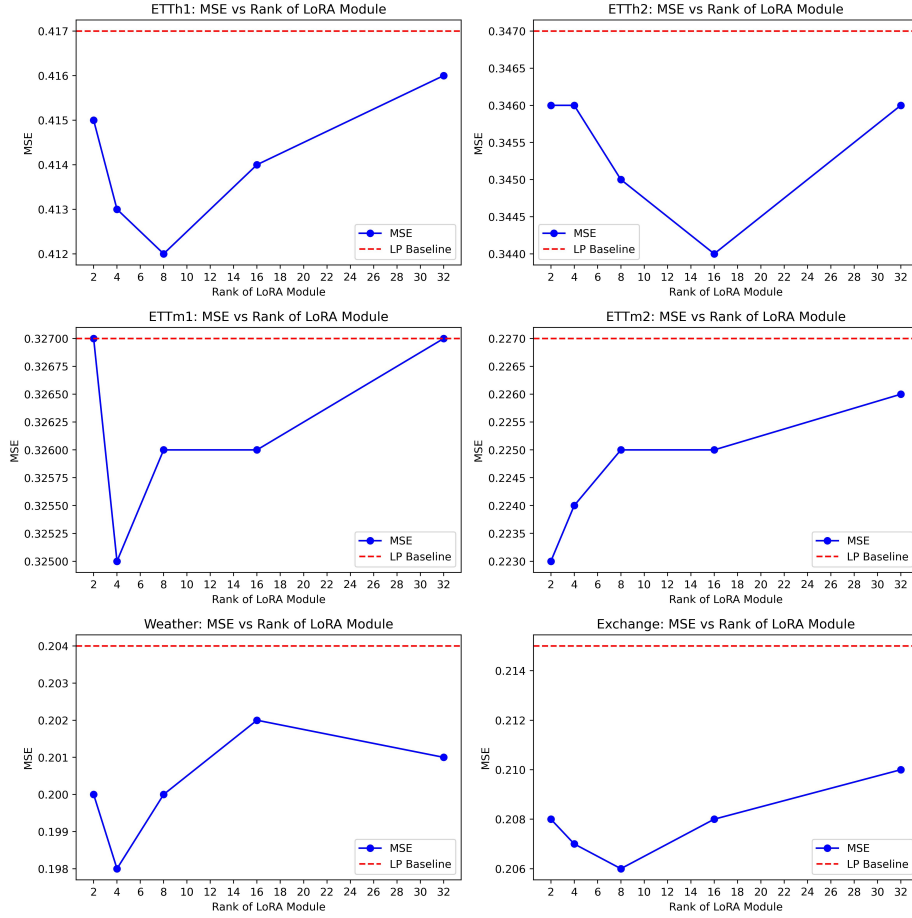 ETTh1: MSE vs Rank of LoRA Module
0.417
0.416
0.415
0.414
0.413
0.412
MSE
MSE
LP Baseline
2 4 6 8 10 12 14 16 18 20 22 24 26 28 30 32
Rank of LoRA Module
ETTh2: MSE vs Rank of LoRA Module
0.3470
0.3465
0.3460
0.3455
0.3450
0.3445
0.3440
MSE
MSE
LP Baseline
2 4 6 8 10 12 14 16 18 20 22 24 26 28 30 32
Rank of LoRA Module
ETTm1: MSE vs Rank of LoRA Module
0.32700
0.32675
0.32650
0.32625
0.32600
0.32575
0.32550
0.32525
0.32500
MSE
MSE
LP Baseline
2 4 6 8 10 12 14 16 18 20 22 24 26 28 30 32
Rank of LoRA Module
ETTm2: MSE vs Rank of LoRA Module
0.2270
0.2265
0.2260
0.2255
0.2250
0.2245
0.2240
0.2235
0.2230
MSE
MSE
LP Baseline
2 4 6 8 10 12 14 16 18 20 22 24 26 28 30 32
Rank of LoRA Module
Weather: MSE vs Rank of LoRA Module
0.204
0.203
0.202
0.201
0.200
0.199
0.198
MSE
MSE
LP Baseline
2 4 6 8 10 12 14 16 18 20 22 24 26 28 30 32
Rank of LoRA Module
Exchange: MSE vs Rank of LoRA Module
0.214
0.212
0.210
0.208
0.206
MSE
MSE
LP Baseline
2 4 6 8 10 12 14 16 18 20 22 24 26 28 30 32
Rank of LoRA Module